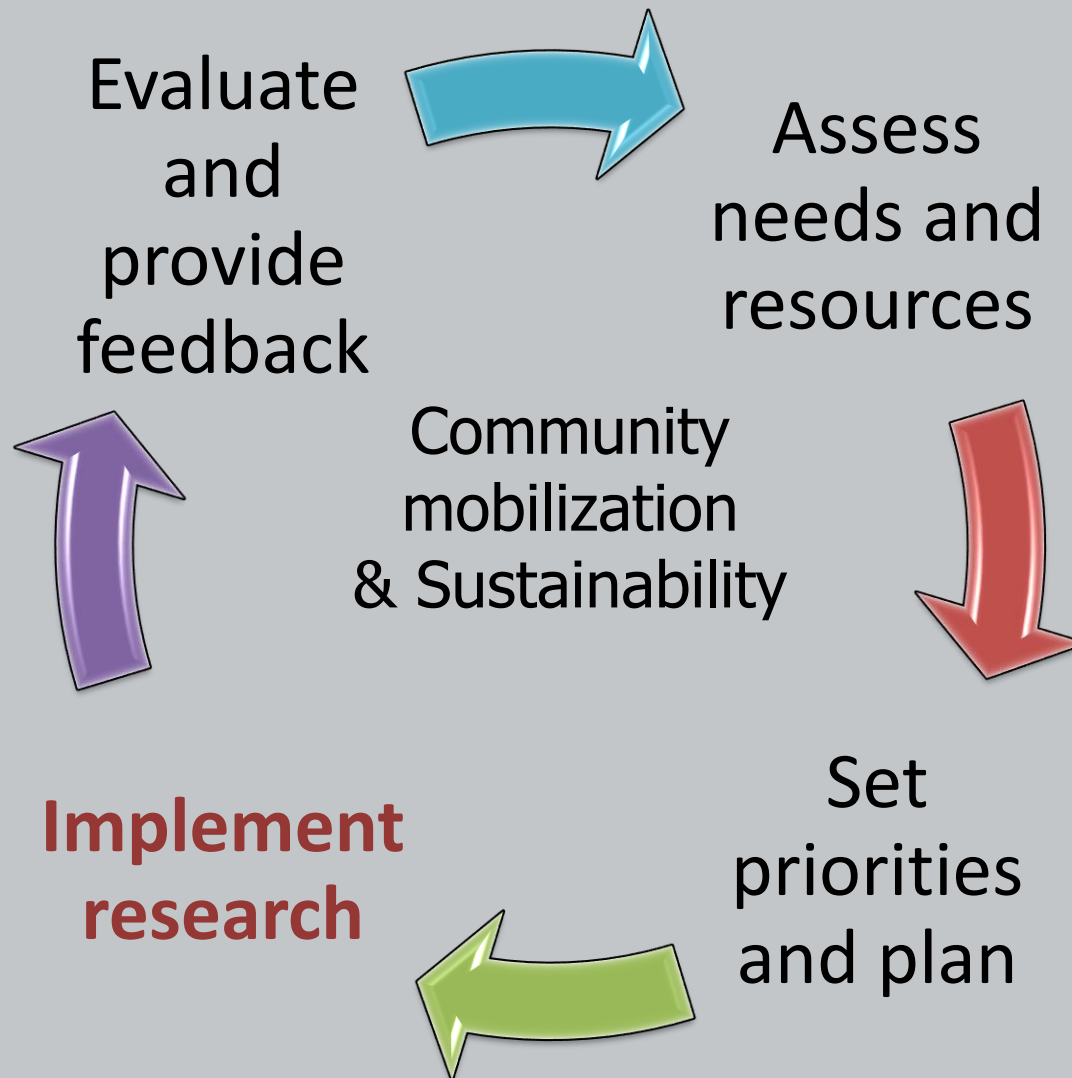 Evaluate
and
provide
feedback
Assess
needs and
resources
Community
mobilization
& Sustainability
Set
priorities
and plan
Implement
research